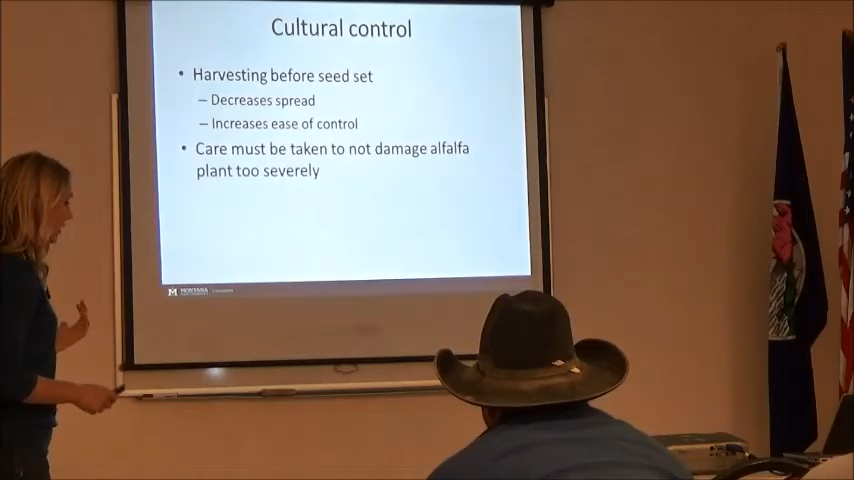 Cultural control
• Harvesting before seed set
– Decreases spread
– Increases ease of control
• Care must be taken to not damage alfalfa
plant too severely
M MONTANA